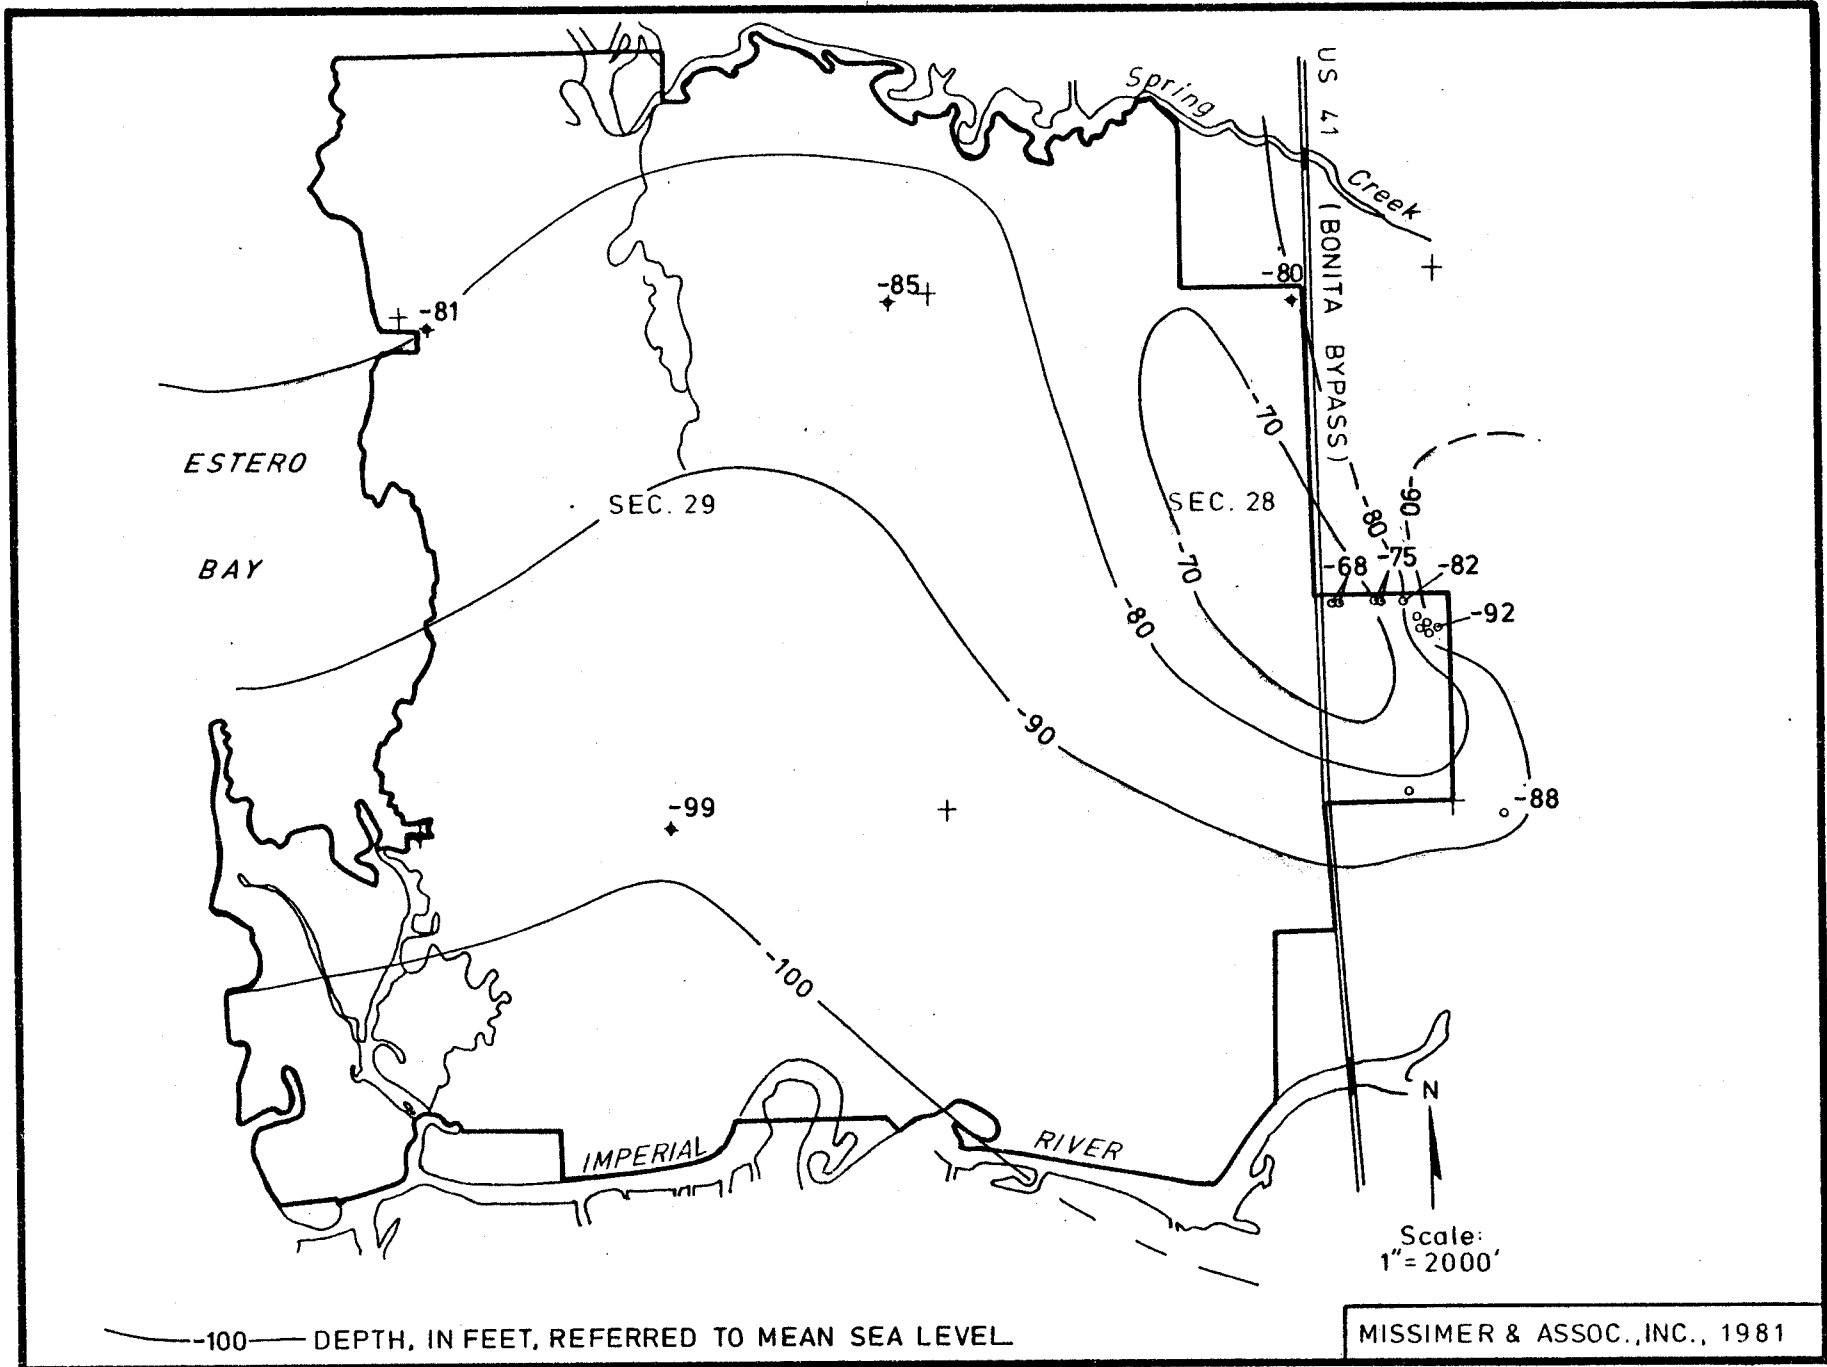 Spring
Creek
US 41 (BONITA BYPASS)
-80
-85
-81
-70
ESTERO
BAY
SEC. 29
SEC. 28
-90
-80
-75
-68
-82
-70
-92
-80
-90
-88
-99
-100
N
IMPERIAL
RIVER
Scale:
1"= 2000'
-100 DEPTH, IN FEET, REFERRED TO MEAN SEA LEVEL
MISSIMER & ASSOC., INC., 1981